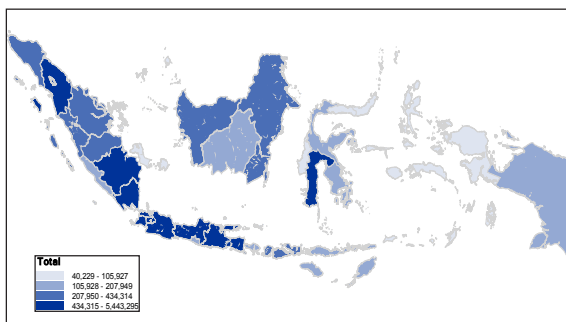 Total
40,229 - 105,927
105,928 - 207,949
207,950 - 434,314
434,315 - 5,443,295